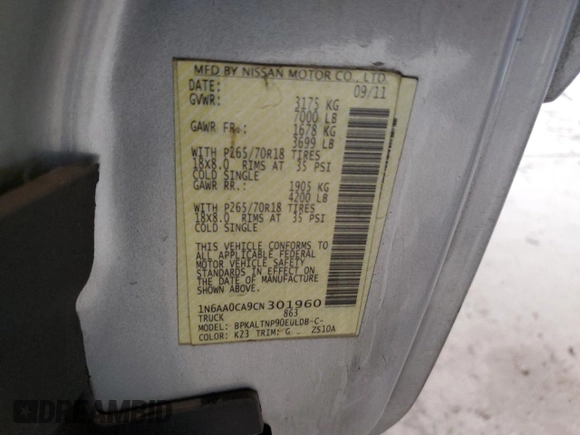 MFD BY NISSAN MOTOR CO., LTD.
DATE: 09/11
GVWR: 3175 KG
7000 LB
GAWR FR.: 1678 KG
3699 LB
WITH P265/70R18 TIRES
18X8.0 RIMS AT 35 PSI
COLD SINGLE
GAWR RR.: 1905 KG
4200 LB
WITH P265/70R18 TIRES
18X8.0 RIMS AT 35 PSI
COLD SINGLE
THIS VEHICLE CONFORMS TO
ALL APPLICABLE FEDERAL
MOTOR VEHICLE SAFETY
STANDARDS IN EFFECT ON
THE DATE OF MANUFACTURE
SHOWN ABOVE.
1N6AA0CA9CN301960
TRUCK 863
MODEL: BPKALTNP90EULDB-C-
COLOR: K23 TRIM: G 2510A
DREAMBID